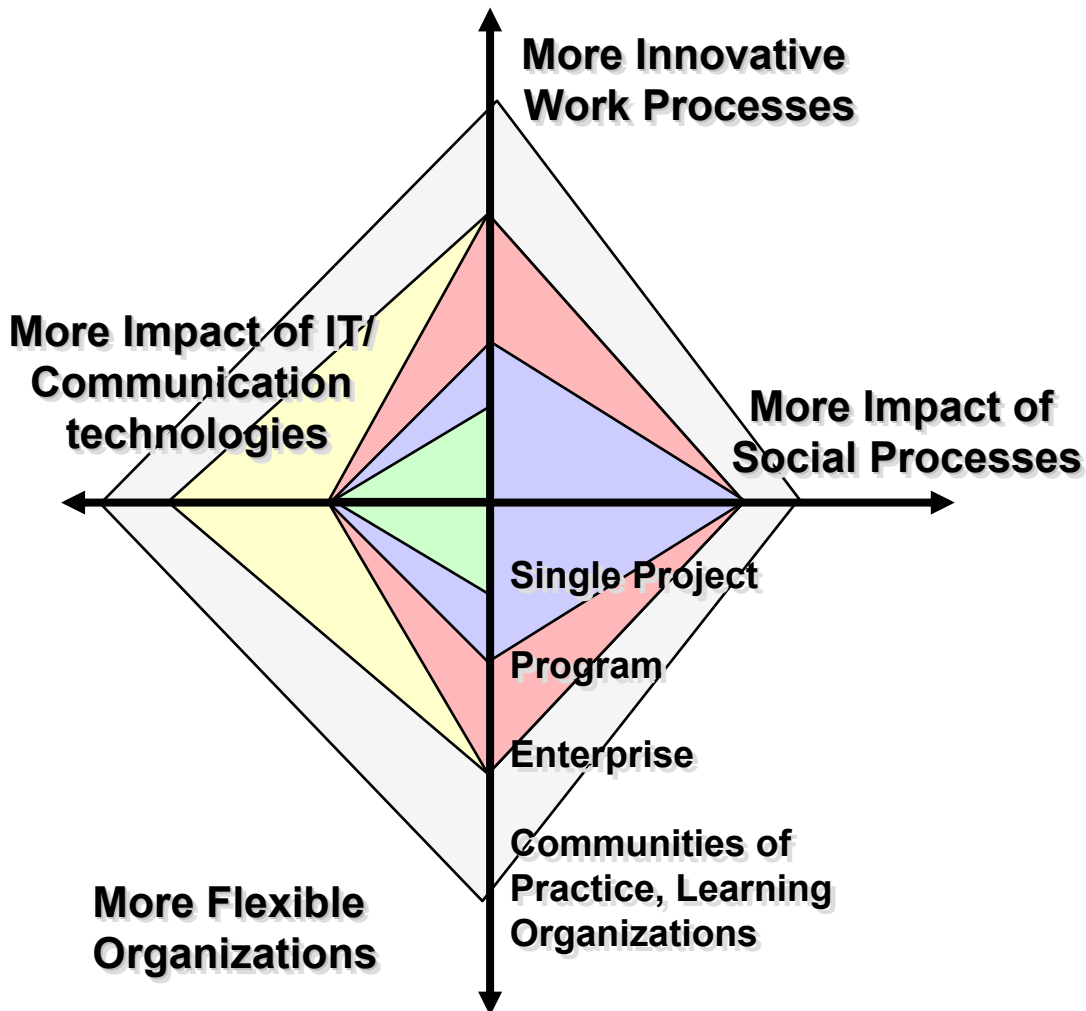 More Innovative
Work Processes
More Impact of IT/
Communication
technologies
More Impact of
Social Processes
Single Project
Program
Enterprise
Communities of
Practice, Learning
Organizations
More Flexible
Organizations